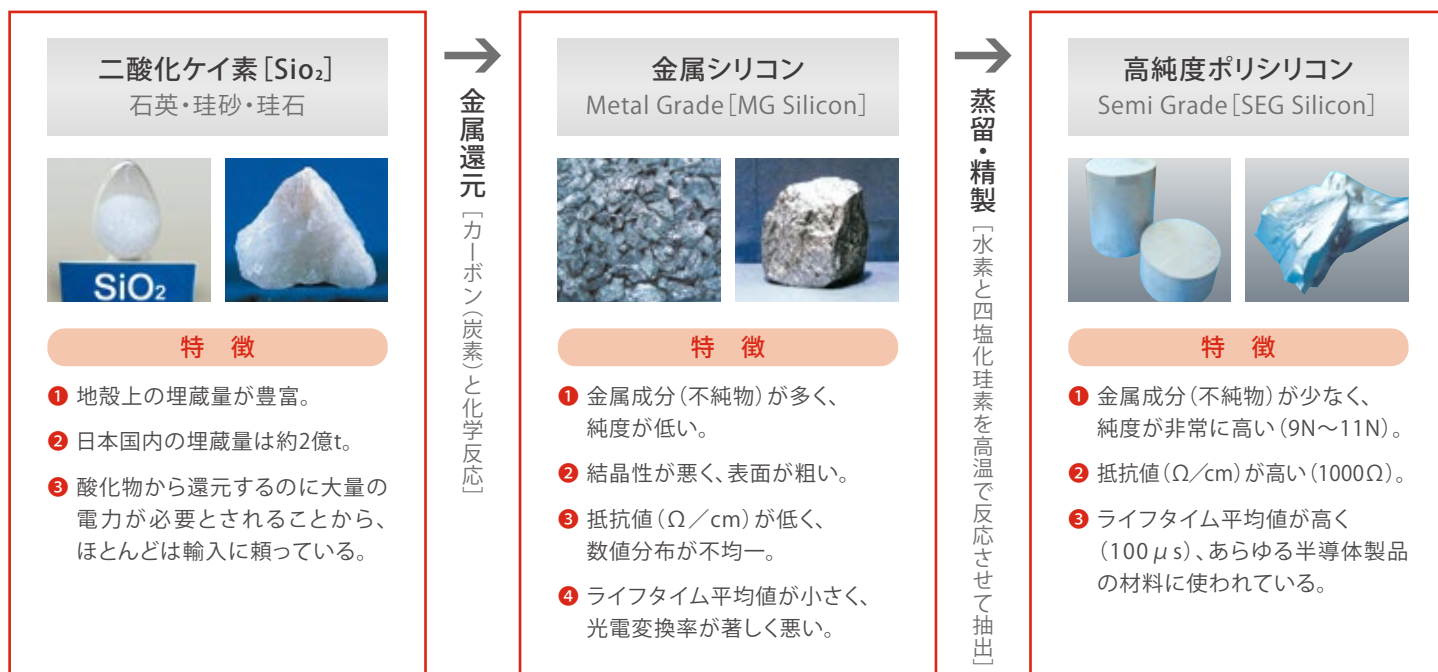 二酸化ケイ素[Sio₂]
石英・珪砂・珪石
SiO₂
特 徴
❶ 地殻上の埋蔵量が豊富。
❷ 日本国内の埋蔵量は約2億t。
❸ 酸化物から還元するのに大量の
電力が必要とされることから、
ほとんどは輸入に頼っている。
金属還元[カーボン(炭素)と化学反応]
金属シリコン
Metal Grade[MG Silicon]
特 徴
❶ 金属成分(不純物)が多く、
純度が低い。
❷ 結晶性が悪く、表面が粗い。
❸ 抵抗値(Ω/cm)が低く、
数値分布が不均一。
❹ ライフタイム平均値が小さく、
光電変換率が著しく悪い。
蒸留・精製[水素と四塩化珪素を高温で反応させて抽出]
高純度ポリシリコン
Semi Grade[SEG Silicon]
特 徴
❶ 金属成分(不純物)が少なく、
純度が非常に高い(9N〜11N)。
❷ 抵抗値(Ω/cm)が高い(1000Ω)。
❸ ライフタイム平均値が高く
(100μs)、あらゆる半導体製品
の材料に使われている。